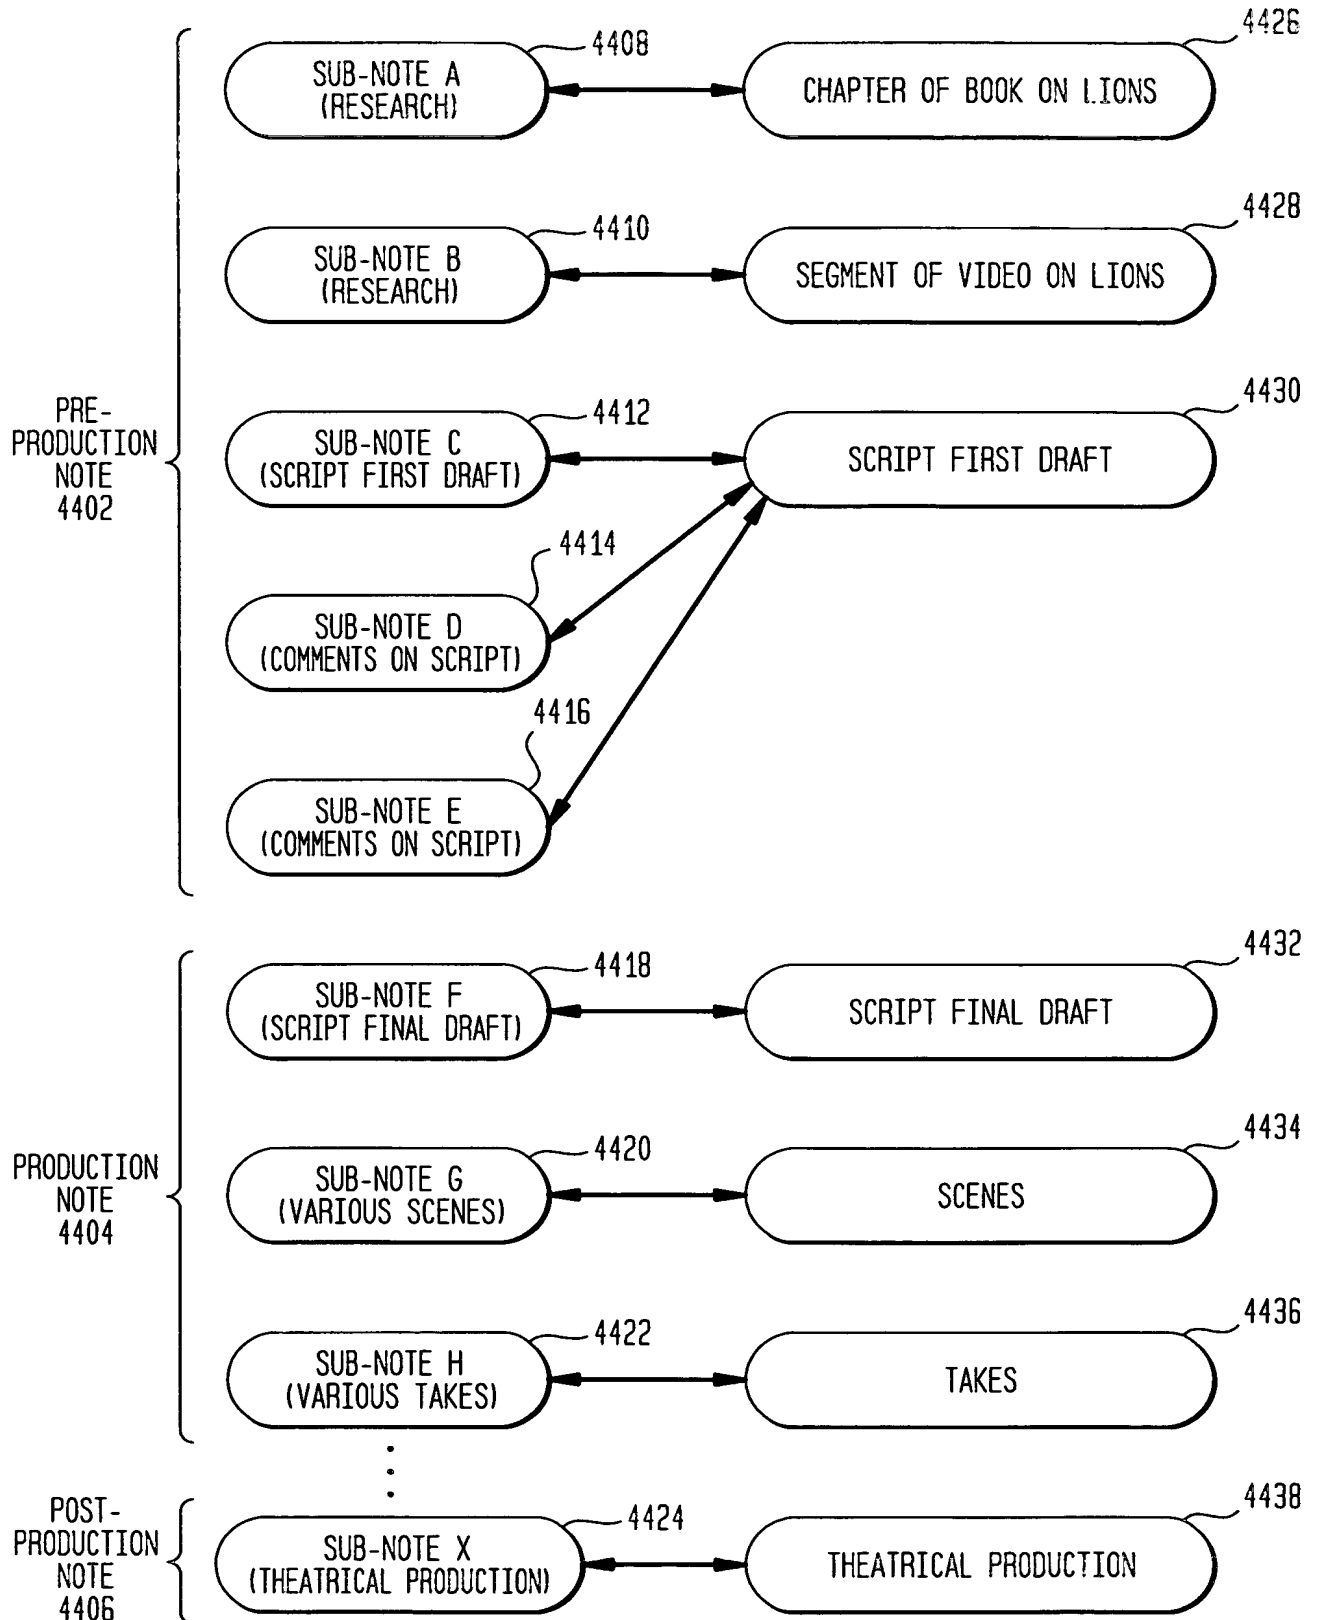 4408
4426
SUB-NOTE A
(RESEARCH)
CHAPTER OF BOOK ON LIONS
4410
4428
SUB-NOTE B
(RESEARCH)
SEGMENT OF VIDEO ON LIONS
PRE-
PRODUCTION
NOTE
4402
4412
4430
SUB-NOTE C
(SCRIPT FIRST DRAFT)
SCRIPT FIRST DRAFT
4414
SUB-NOTE D
(COMMENTS ON SCRIPT)
4416
SUB-NOTE E
(COMMENTS ON SCRIPT)
4418
4432
SUB-NOTE F
(SCRIPT FINAL DRAFT)
SCRIPT FINAL DRAFT
PRODUCTION
NOTE
4404
4420
4434
SUB-NOTE G
(VARIOUS SCENES)
SCENES
4422
4436
SUB-NOTE H
(VARIOUS TAKES)
TAKES
POST-
PRODUCTION
NOTE
4406
4424
4438
SUB-NOTE X
(THEATRICAL PRODUCTION)
THEATRICAL PRODUCTION